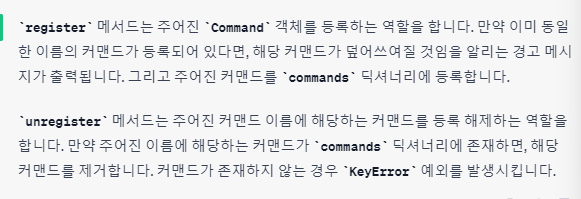 `register` 메서드는 주어진 `Command` 객체를 등록하는 역할을 합니다. 만약 이미 동일
한 이름의 커맨드가 등록되어 있다면, 해당 커맨드가 덮어쓰여질 것임을 알리는 경고 메시
지가 출력됩니다. 그리고 주어진 커맨드를 `commands` 딕셔너리에 등록합니다.
`unregister` 메서드는 주어진 커맨드 이름에 해당하는 커맨드를 등록 해제하는 역할을
합니다. 만약 주어진 이름에 해당하는 커맨드가 `commands` 딕셔너리에 존재하면, 해당
커맨드를 제거합니다. 커맨드가 존재하지 않는 경우 `KeyError` 예외를 발생시킵니다.